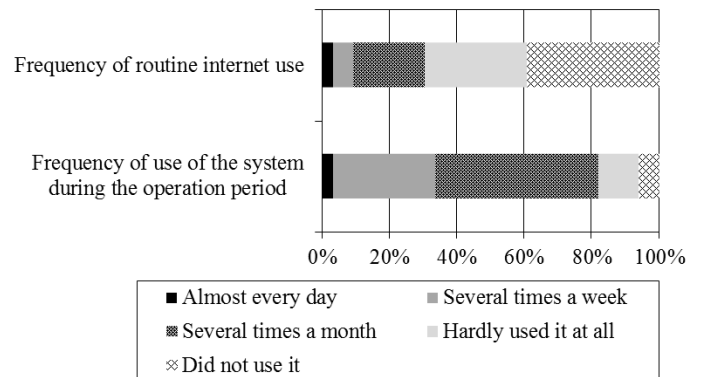 Frequency of routine internet use
Frequency of use of the system
during the operation period
0% 20% 40% 60% 80% 100%
Almost every day Several times a week
Several times a month Hardly used it at all
Did not use it